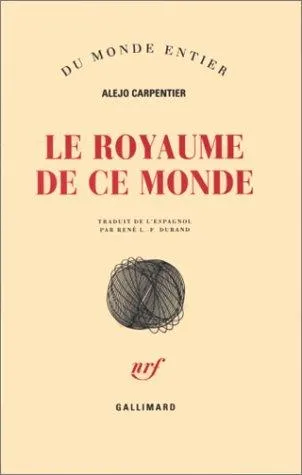 DU MONDE ENTIER
ALEJO CARPENTIER
LE ROYAUME
DE CE MONDE
TRADUIT DE L'ESPAGNOL
PAR RENÉ L.-F. DURAND
nrf
GALLIMARD